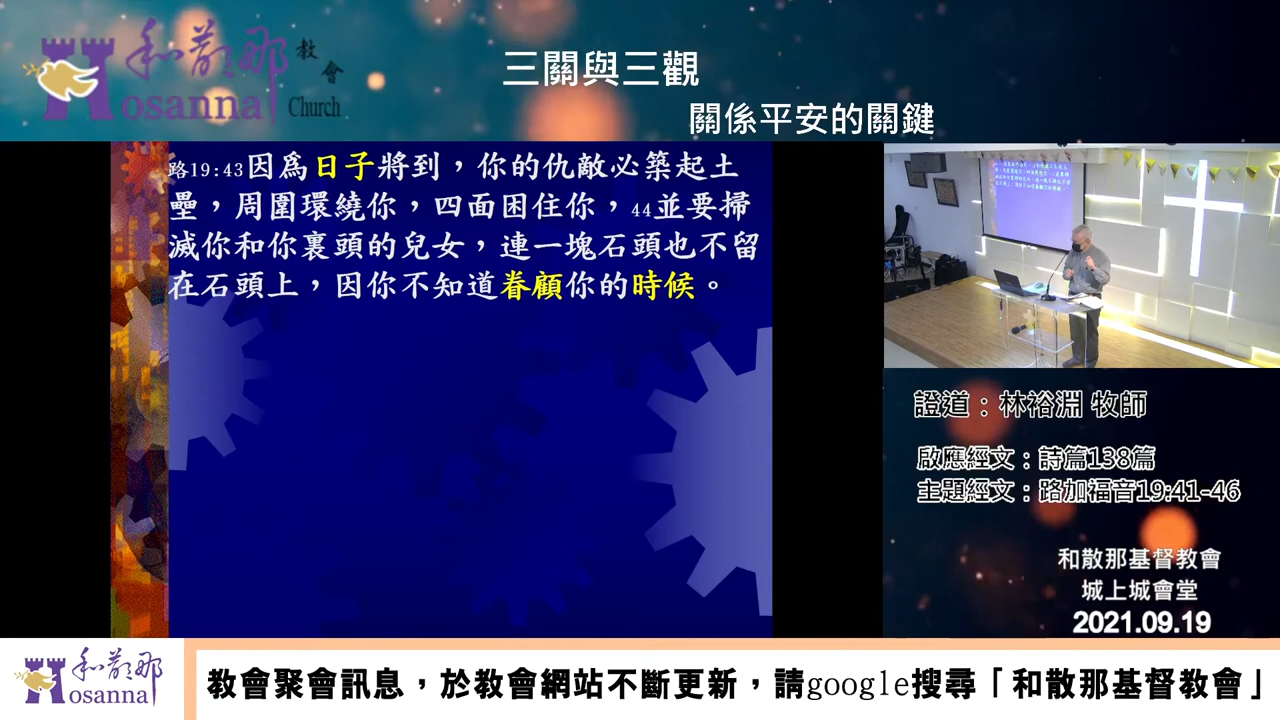 和散那教會
Hosanna Church
三關與三觀
關係平安的關鍵
路19:43因為日子將到，你的仇敵必築起土
壘，周圍環繞你，四面困住你，44並要掃
滅你和你裏頭的兒女，連一塊石頭也不留
在石頭上，因你不知道眷顧你的時候。
證道：林裕淵 牧師
啟應經文：詩篇138篇
主題經文：路加福音19:41-46
和散那基督教會
城上城會堂
2021.09.19
和散那
Hosanna
教會聚會訊息，於教會網站不斷更新，請google搜尋「和散那基督教會」